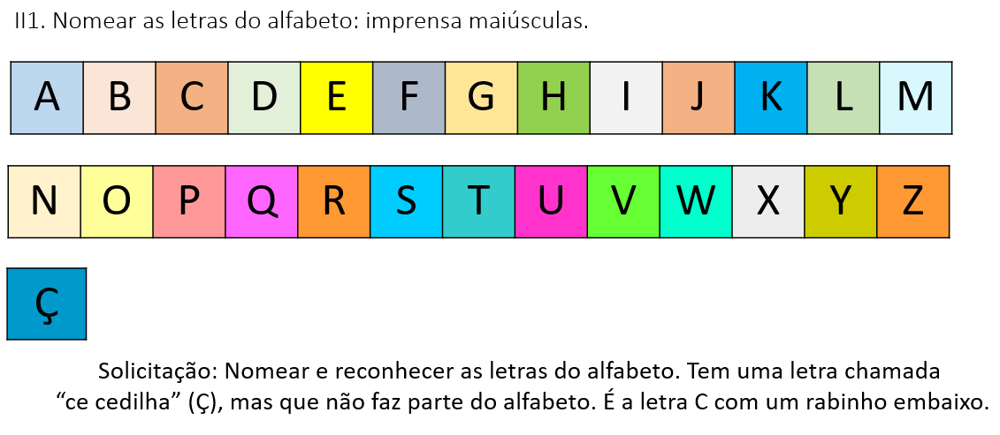 II1. Nomear as letras do alfabeto: imprensa maiúsculas.
A B C D E F G H I J K L M
N O P Q R S T U V W X Y Z
Ç
Solicitação: Nomear e reconhecer as letras do alfabeto. Tem uma letra chamada
“ce cedilha” (Ç), mas que não faz parte do alfabeto. É a letra C com um rabinho embaixo.